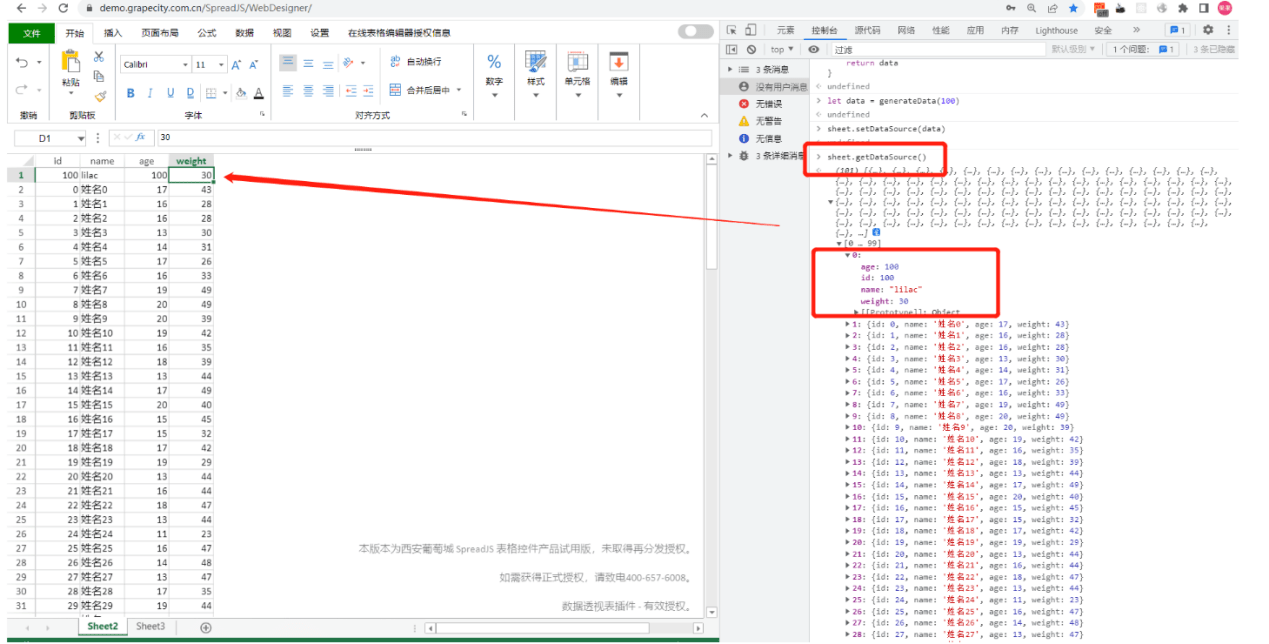 demo.grapecity.com.cn/SpreadJS/WebDesigner/
文件 开始 插入 页面布局 公式 数据 视图 设置 在线表格编辑器授权信息
粘贴 Calibri 11 自动换行 合并后居中 数字 样式 单元格 编辑
B I U D A
撤销 剪贴板 字体 对齐方式
D1 fx 30
id name age weight
1 100 lilac 100 30
2 0 姓名0 17 43
3 1 姓名1 16 28
4 2 姓名2 16 28
5 3 姓名3 13 30
6 4 姓名4 14 31
7 5 姓名5 17 26
8 6 姓名6 16 33
9 7 姓名7 19 49
10 8 姓名8 20 49
11 9 姓名9 20 39
12 10 姓名10 19 42
13 11 姓名11 16 35
14 12 姓名12 18 39
15 13 姓名13 13 44
16 14 姓名14 17 49
17 15 姓名15 20 40
18 16 姓名16 15 45
19 17 姓名17 15 32
20 18 姓名18 17 42
21 19 姓名19 19 29
22 20 姓名20 13 44
23 21 姓名21 16 44
24 22 姓名22 18 47
25 23 姓名23 13 44
26 24 姓名24 11 23
27 25 姓名25 16 47
28 26 姓名26 14 48
29 27 姓名27 13 47
30 28 姓名28 17 35
31 29 姓名29 19 44
本版本为西安葡萄城 SpreadJS 表格控件产品试用版，未取得再分发授权。
如需获得正式授权，请致电400-657-6008。
数据透视表插件 - 有效授权。
Sheet2 Sheet3
元素 控制台 源代码 网络 性能 应用 内存 Lighthouse 安全 » 1
top 过滤 默认级别 1 个问题: 1 3 条已隐藏
3 条消息
没有用户消息
无错误
无警告
无信息
3 条详细消息
return data
}
undefined
let data = generateData(100)
undefined
sheet.setDataSource(data)
sheet.getDataSource()
(101) [{…}, {…}, {…}, {…}, {…}, {…}, {…}, {…}, {…}, {…}, {…}, {…}, {…}, {…},
{…}, …]
[0 … 99]
0:
age: 100
id: 100
name: "lilac"
weight: 30
[[Prototype]]: Object
1: {id: 0, name: '姓名0', age: 17, weight: 43}
2: {id: 1, name: '姓名1', age: 16, weight: 28}
3: {id: 2, name: '姓名2', age: 16, weight: 28}
4: {id: 3, name: '姓名3', age: 13, weight: 30}
5: {id: 4, name: '姓名4', age: 14, weight: 31}
6: {id: 5, name: '姓名5', age: 17, weight: 26}
7: {id: 6, name: '姓名6', age: 16, weight: 33}
8: {id: 7, name: '姓名7', age: 19, weight: 49}
9: {id: 8, name: '姓名8', age: 20, weight: 49}
10: {id: 9, name: '姓名9', age: 20, weight: 39}
11: {id: 10, name: '姓名10', age: 19, weight: 42}
12: {id: 11, name: '姓名11', age: 16, weight: 35}
13: {id: 12, name: '姓名12', age: 18, weight: 39}
14: {id: 13, name: '姓名13', age: 13, weight: 44}
15: {id: 14, name: '姓名14', age: 17, weight: 49}
16: {id: 15, name: '姓名15', age: 20, weight: 40}
17: {id: 16, name: '姓名16', age: 15, weight: 45}
18: {id: 17, name: '姓名17', age: 15, weight: 32}
19: {id: 18, name: '姓名18', age: 17, weight: 42}
20: {id: 19, name: '姓名19', age: 19, weight: 29}
21: {id: 20, name: '姓名20', age: 13, weight: 44}
22: {id: 21, name: '姓名21', age: 16, weight: 44}
23: {id: 22, name: '姓名22', age: 18, weight: 47}
24: {id: 23, name: '姓名23', age: 13, weight: 44}
25: {id: 24, name: '姓名24', age: 11, weight: 23}
26: {id: 25, name: '姓名25', age: 16, weight: 47}
27: {id: 26, name: '姓名26', age: 14, weight: 48}
28: {id: 27, name: '姓名27', age: 13, weight: 47}